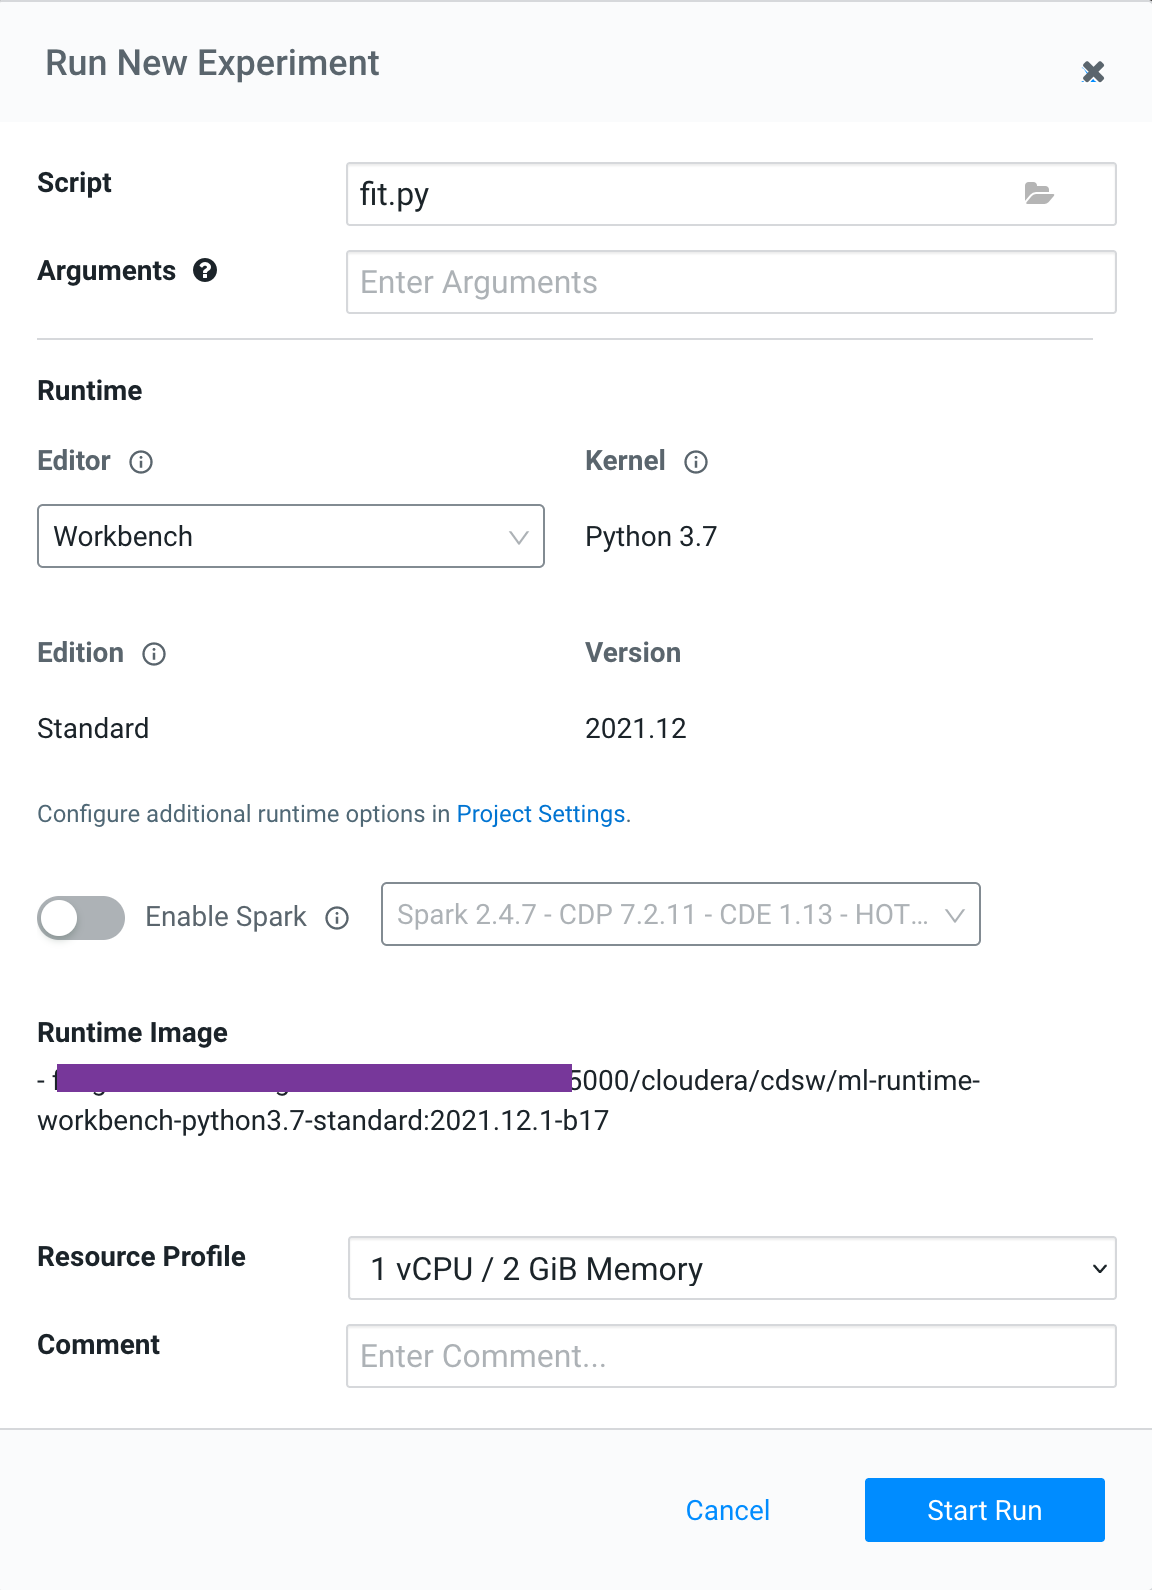 Run New Experiment
Script
fit.py
Arguments
Enter Arguments
Runtime
Editor
Kernel
Workbench
Python 3.7
Edition
Version
Standard
2021.12
Configure additional runtime options in Project Settings.
Enable Spark
Spark 2.4.7 - CDP 7.2.11 - CDE 1.13 - HOT...
Runtime Image
- 5000/cloudera/cdsw/ml-runtime-
workbench-python3.7-standard:2021.12.1-b17
Resource Profile
1 vCPU / 2 GiB Memory
Comment
Enter Comment...
Cancel
Start Run